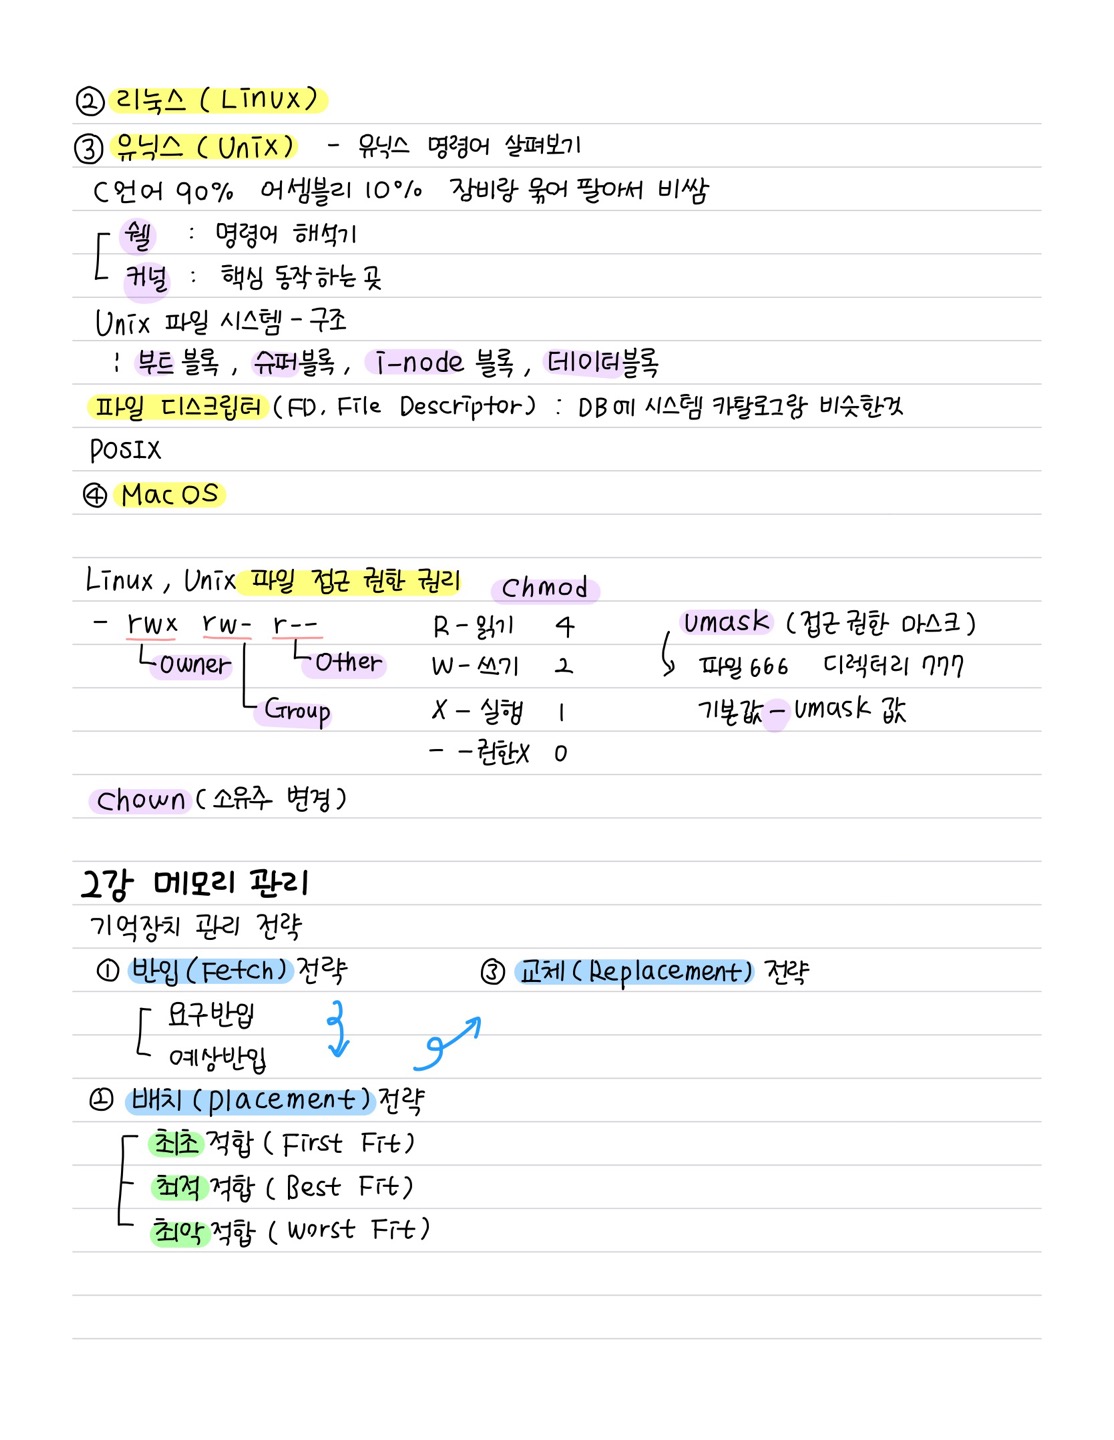 ② 리눅스 (Linux)
③ 유닉스 (Unix) - 유닉스 명령어 살펴보기
C언어 90% 어셈블리 10% 장비랑 묶어 팔아서 비쌈
쉘 : 명령어 해석기
커널 : 핵심 동작하는 곳
Unix 파일 시스템 - 구조
: 부트 블록, 슈퍼블록, i-node 블록, 데이터블록
파일 디스크립터 (FD, File Descriptor) : DB에 시스템 카탈로그랑 비슷한것
POSIX
④ Mac OS
Linux, Unix 파일 접근 권한 권리 chmod
- rwx rw- r-- R - 읽기 4 umask (접근 권한 마스크)
owner other W - 쓰기 2 파일 666 디렉터리 777
Group X - 실행 1 기본값 - umask 값
- - 권한X 0
chown (소유주 변경)
2강 메모리 관리
기억장치 관리 전략
① 반입(Fetch) 전략 ③ 교체(Replacement) 전략
요구반입
예상반입
② 배치(placement) 전략
최초 적합 (First Fit)
최적 적합 (Best Fit)
최악 적합 (Worst Fit)